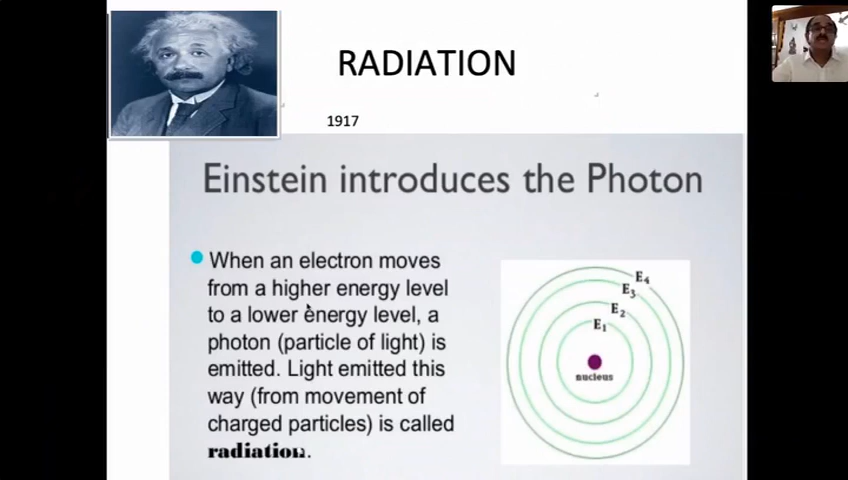 RADIATION
1917
Einstein introduces the Photon
When an electron moves
from a higher energy level
to a lower energy level, a
photon (particle of light) is
emitted. Light emitted this
way (from movement of
charged particles) is called
radiation.
E4
E3
E2
E1
nucleus